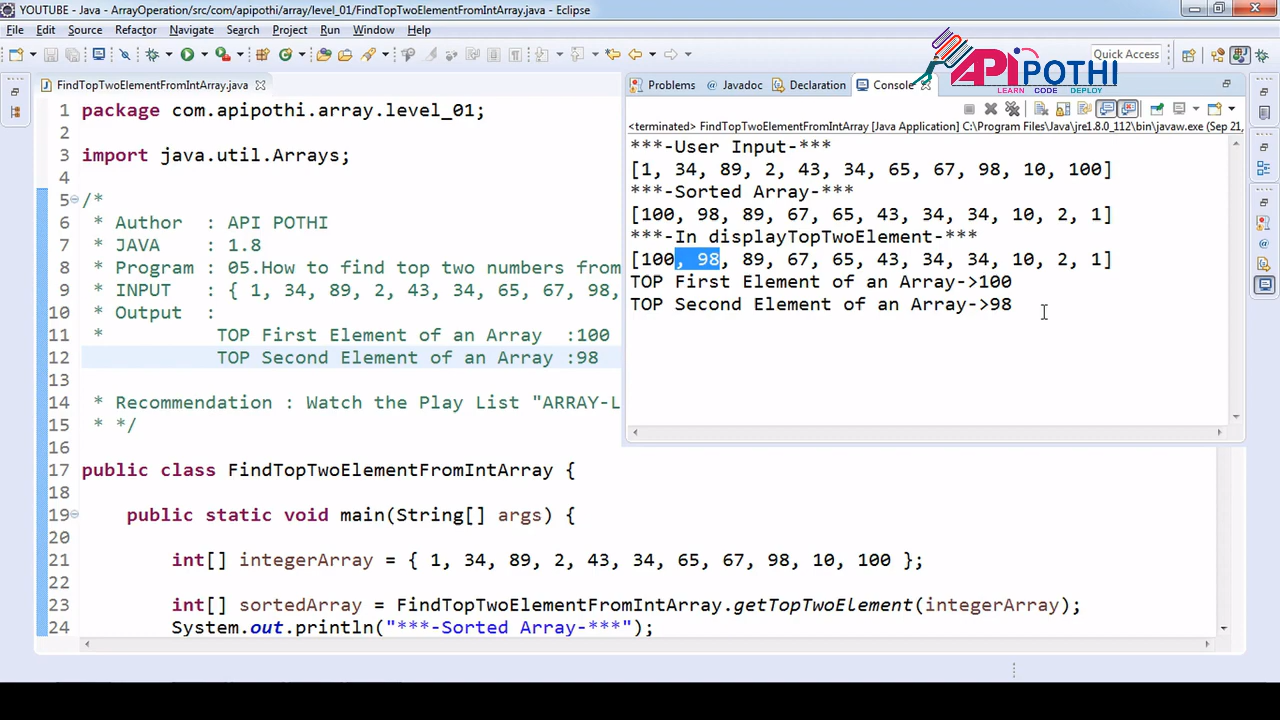 YOUTUBE - Java - ArrayOperation/src/com/apipothi/array/level_01/FindTopTwoElementFromIntArray.java - Eclipse
File Edit Source Refactor Navigate Search Project Run Window Help
Quick Access
APIPOTHI
LEARN CODE DEPLOY
FindTopTwoElementFromIntArray.java
1 package com.apipothi.array.level_01;
2
3 import java.util.Arrays;
4
5 /*
6 * Author : API POTHI
7 * JAVA : 1.8
8 * Program : 05.How to find top two numbers from
9 * INPUT : { 1, 34, 89, 2, 43, 34, 65, 67, 98,
10 * Output :
11 * TOP First Element of an Array :100
12 TOP Second Element of an Array :98
13
14 * Recommendation : Watch the Play List "ARRAY-L
15 * */
16
17 public class FindTopTwoElementFromIntArray {
18
19 public static void main(String[] args) {
20
21 int[] integerArray = { 1, 34, 89, 2, 43, 34, 65, 67, 98, 10, 100 };
22
23 int[] sortedArray = FindTopTwoElementFromIntArray.getTopTwoElement(integerArray);
24 System.out.println("***-Sorted Array-***");
Problems @ Javadoc Declaration Console
<terminated> FindTopTwoElementFromIntArray [Java Application] C:\Program Files\Java\jre1.8.0_112\bin\javaw.exe (Sep 21,
***-User Input-***
[1, 34, 89, 2, 43, 34, 65, 67, 98, 10, 100]
***-Sorted Array-***
[100, 98, 89, 67, 65, 43, 34, 34, 10, 2, 1]
***-In displayTopTwoElement-***
[100, 98, 89, 67, 65, 43, 34, 34, 10, 2, 1]
TOP First Element of an Array->100
TOP Second Element of an Array->98